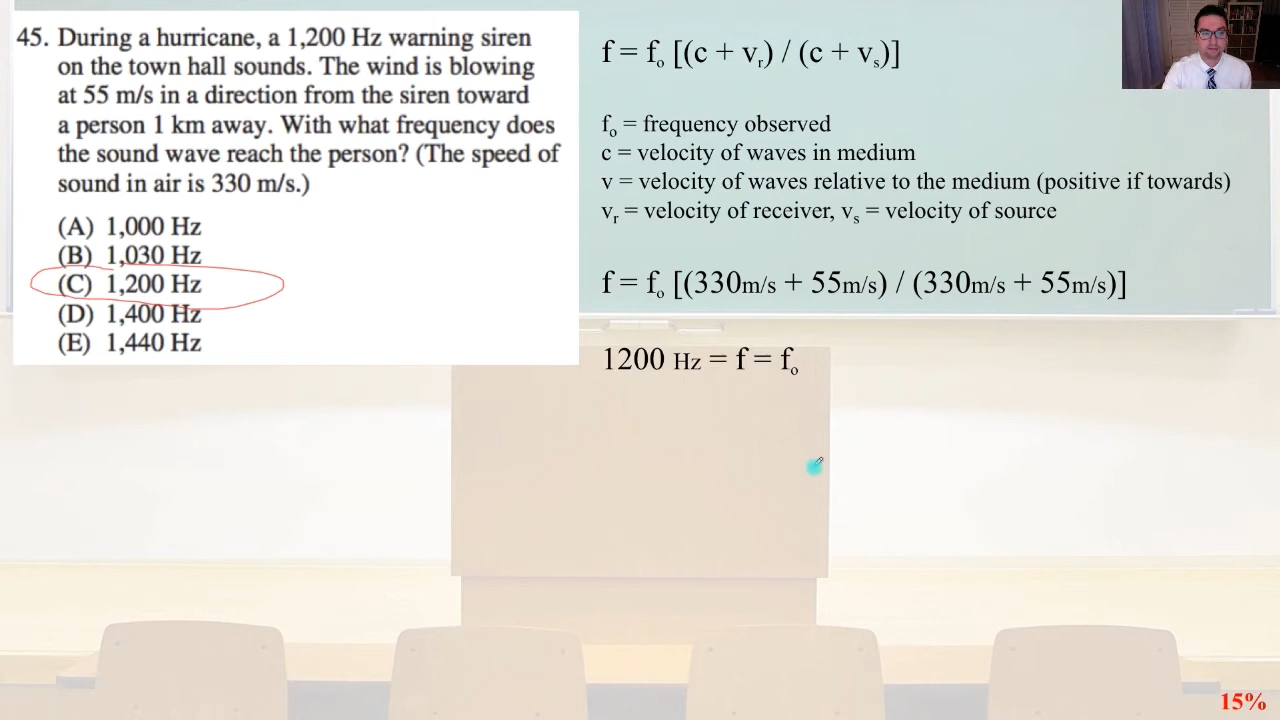 45. During a hurricane, a 1,200 Hz warning siren
on the town hall sounds. The wind is blowing
at 55 m/s in a direction from the siren toward
a person 1 km away. With what frequency does
the sound wave reach the person? (The speed of
sound in air is 330 m/s.)
(A) 1,000 Hz
(B) 1,030 Hz
(C) 1,200 Hz
(D) 1,400 Hz
(E) 1,440 Hz
f = fₒ [(c + vᵣ) / (c + vₛ)]
fₒ = frequency observed
c = velocity of waves in medium
v = velocity of waves relative to the medium (positive if towards)
vᵣ = velocity of receiver, vₛ = velocity of source
f = fₒ [(330m/s + 55m/s) / (330m/s + 55m/s)]
1200 Hz = f = fₒ
15%